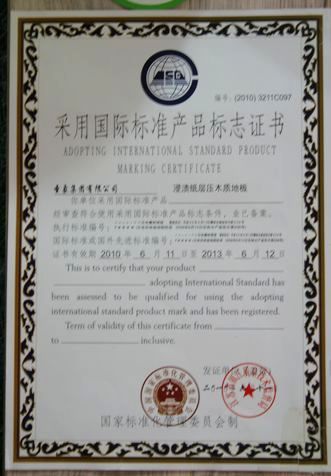 编号: (2010) 3211C097
采用国际标准产品标志证书
ADOPTING INTERNATIONAL STANDARD PRODUCT
MARKING CERTIFICATE
集团有限公司 浸渍纸层压木质地板
你单位采用国际标准产品
经审查符合使用采用国际标准产品标志条件,业已备案。
执行标准编号:
国际标准或国外先进标准编号:
证书有效期 2010 年 6 月 11 日至 2013 年 6 月 12 日
This is to certify that your product
adopting International Standard has
been assessed to be qualified for using the adopting
international standard product mark and has been registered.
Term of validity of this certificate from
to inclusive.
发证单位
国家标准化管理委员会制